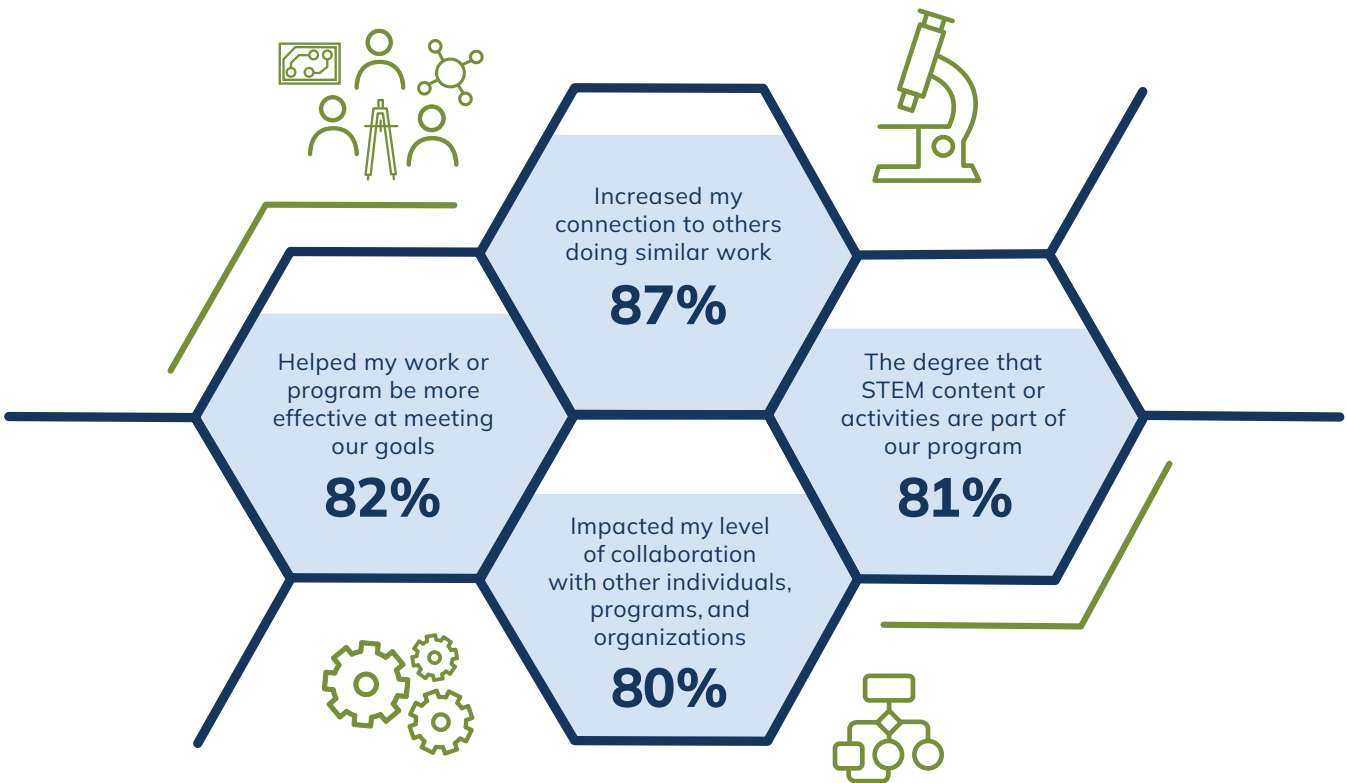 Increased my
connection to others
doing similar work
87%
Helped my work or
program be more
effective at meeting
our goals
82%
The degree that
STEM content or
activities are part of
our program
81%
Impacted my level
of collaboration
with other individuals,
programs, and
organizations
80%